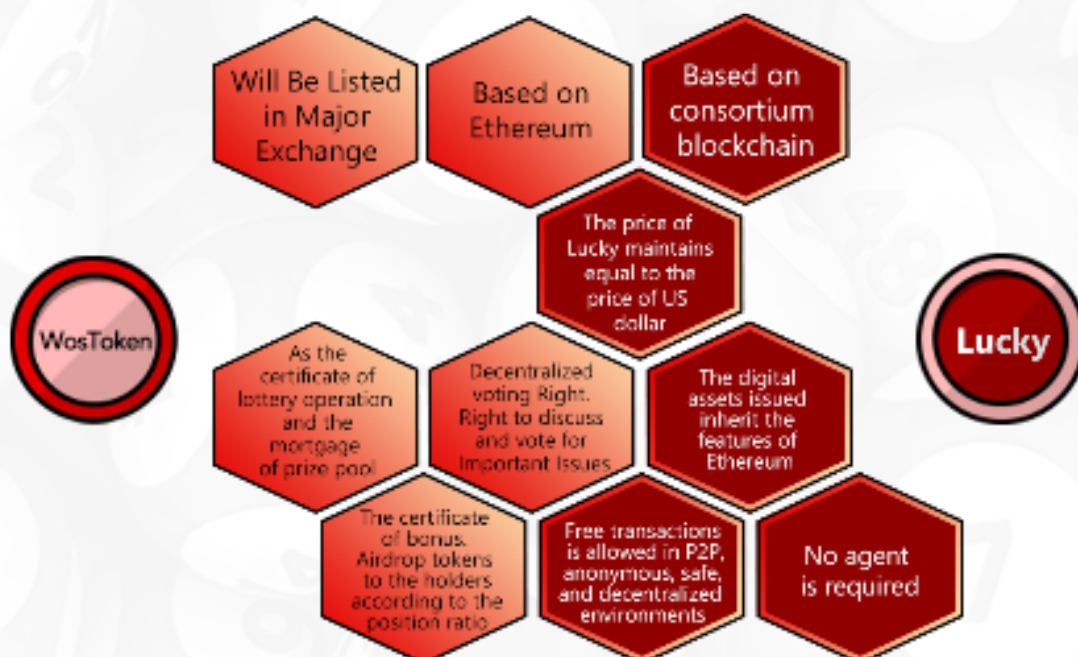 Will Be Listed
in Major
Exchange
Based on
Ethereum
Based on
consortium
blockchain
The price of
Lucky maintains
equal to the
price of US
dollar
WosToken
Lucky
As the
certificate of
lottery operation
and the
mortgage
of prize pool
Decentralized
voting Right.
Right to discuss
and vote for
Important Issues
The digital
assets issued
inherit the
features of
Ethereum
The certificate
of bonus.
Airdrop tokens
to the holders
according to the
position ratio
Free transactions
is allowed in P2P,
anonymous, safe,
and decentralized
environments
No agent
is required